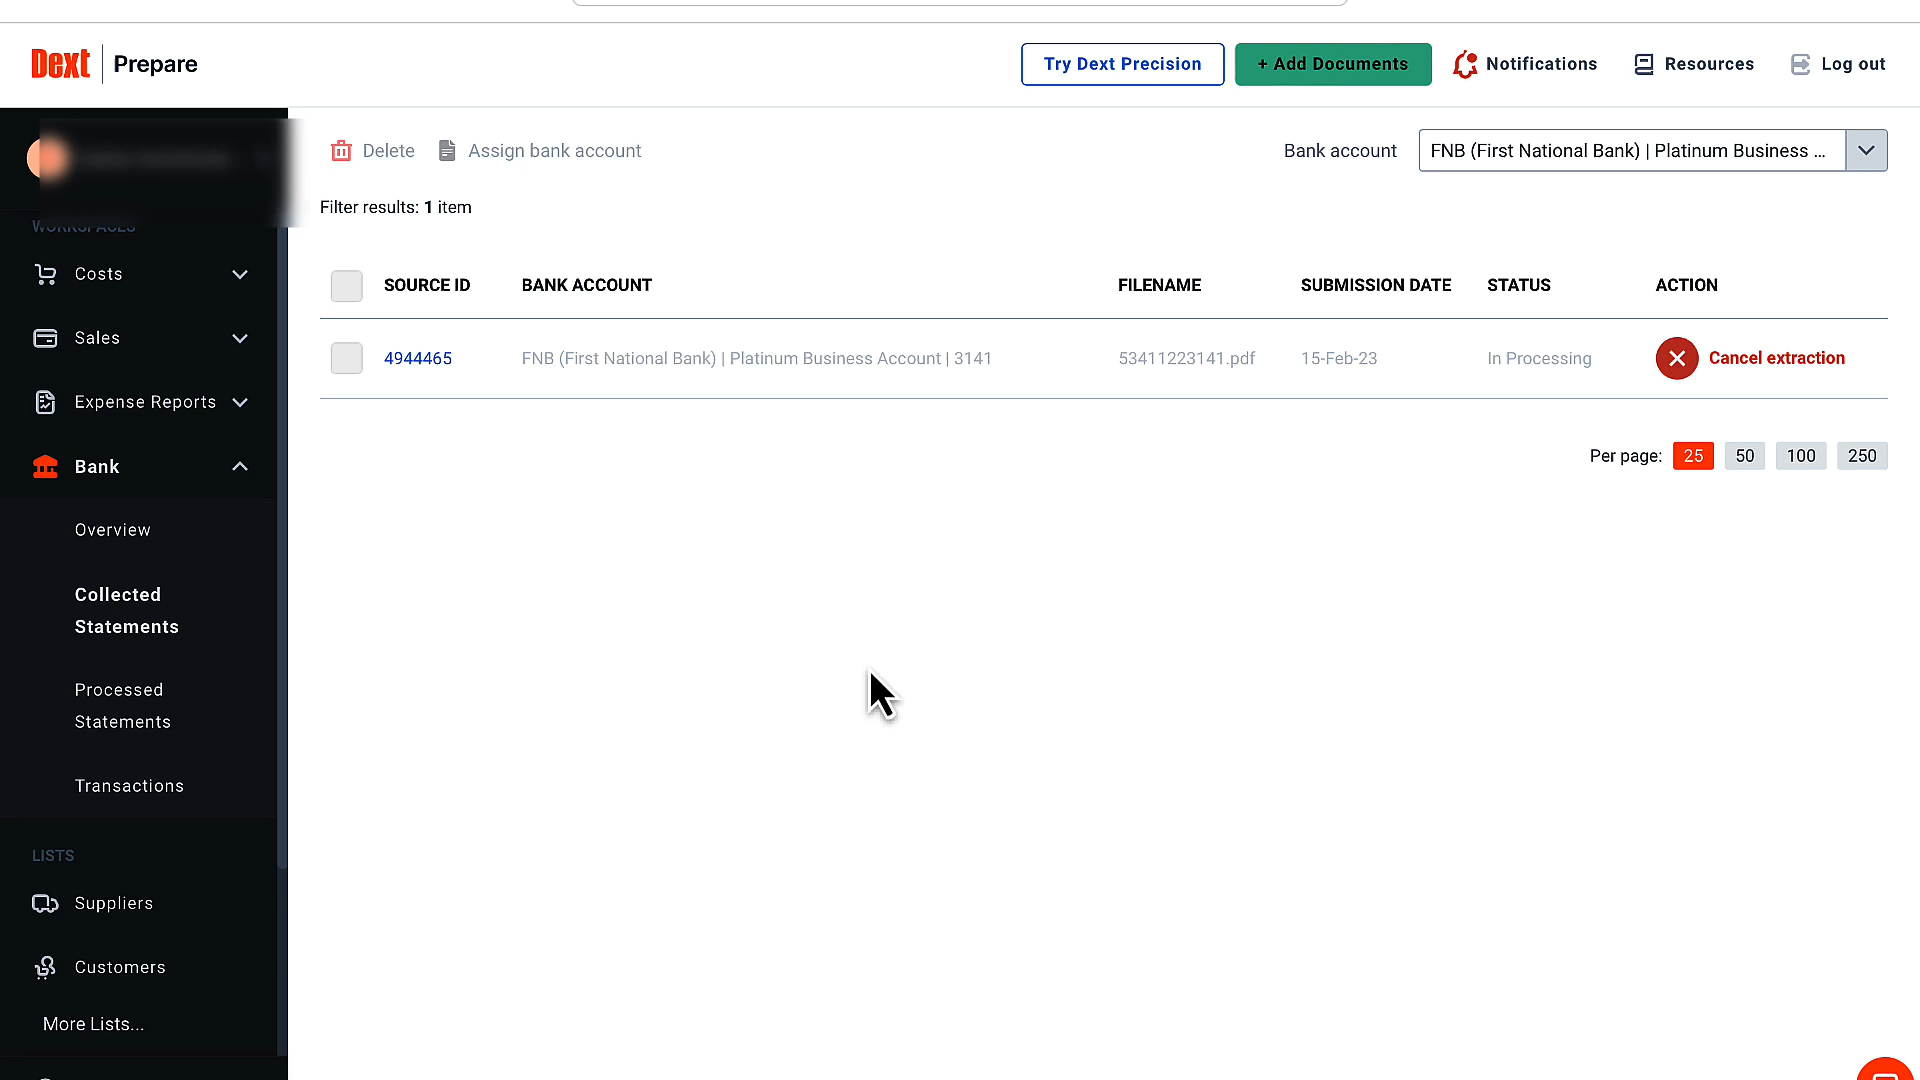 Dext Prepare
Try Dext Precision
+ Add Documents
Notifications
Resources
Log out
WORKSPACES
Costs
Sales
Expense Reports
Bank
Overview
Collected
Statements
Processed
Statements
Transactions
LISTS
Suppliers
Customers
More Lists...
Delete
Assign bank account
Bank account
FNB (First National Bank) | Platinum Business ...
Filter results: 1 item
SOURCE ID BANK ACCOUNT FILENAME SUBMISSION DATE STATUS ACTION
4944465 FNB (First National Bank) | Platinum Business Account | 3141 53411223141.pdf 15-Feb-23 In Processing Cancel extraction
Per page: 25 50 100 250